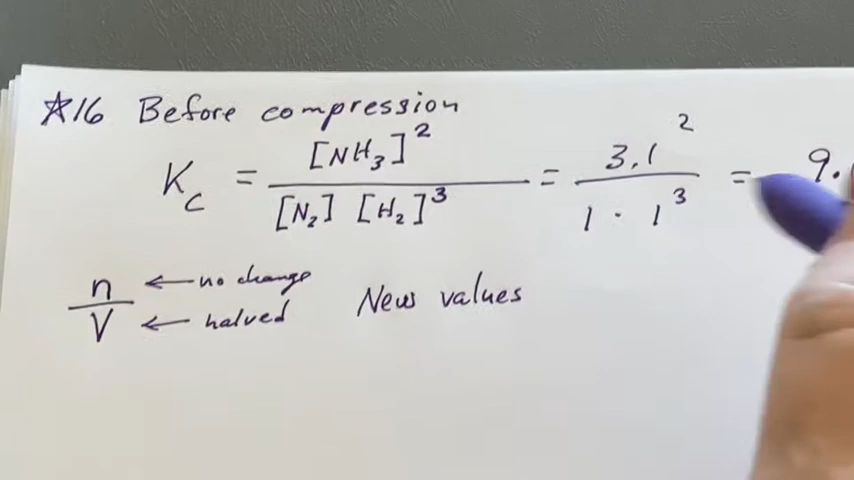 ☆16 Before compression
K_C = [NH₃]² / [N₂] [H₂]³ = 3.1² / 1 · 1³ = 9.
n ← no change
V ← halved
New values